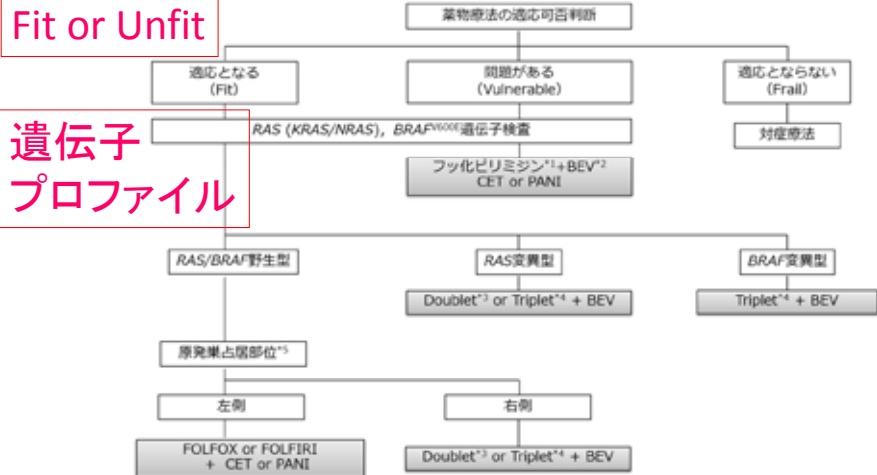 Fit or Unfit
薬物療法の適応可否判断
適応となる
(Fit)
問題がある
(Vulnerable)
適応とならない
(Frail)
遺伝子
プロファイル
RAS (KRAS/NRAS), BRAFV600E遺伝子検査
対症療法
フッ化ピリミジン*1+BEV*2
CET or PANI
RAS/BRAF野生型
RAS変異型
BRAF変異型
Doublet*3 or Triplet*4 + BEV
Triplet*4 + BEV
原発巣占居部位*5
左側
右側
FOLFOX or FOLFIRI
+ CET or PANI
Doublet*3 or Triplet*4 + BEV